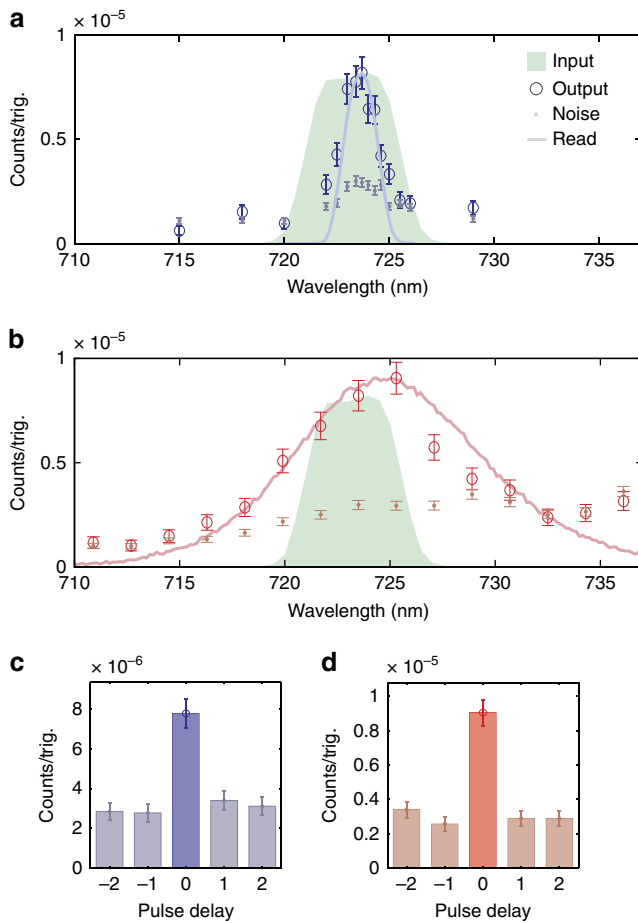 a
× 10–5
1
0.5
0
Counts/trig.
Input
Output
Noise
Read
710 715 720 725 730 735
Wavelength (nm)
b
× 10–5
1
0.5
0
Counts/trig.
710 715 720 725 730 735
Wavelength (nm)
c
× 10–6
8
6
4
2
0
Counts/trig.
–2 –1 0 1 2
Pulse delay
d
× 10–5
1
0.8
0.6
0.4
0.2
0
Counts/trig.
–2 –1 0 1 2
Pulse delay